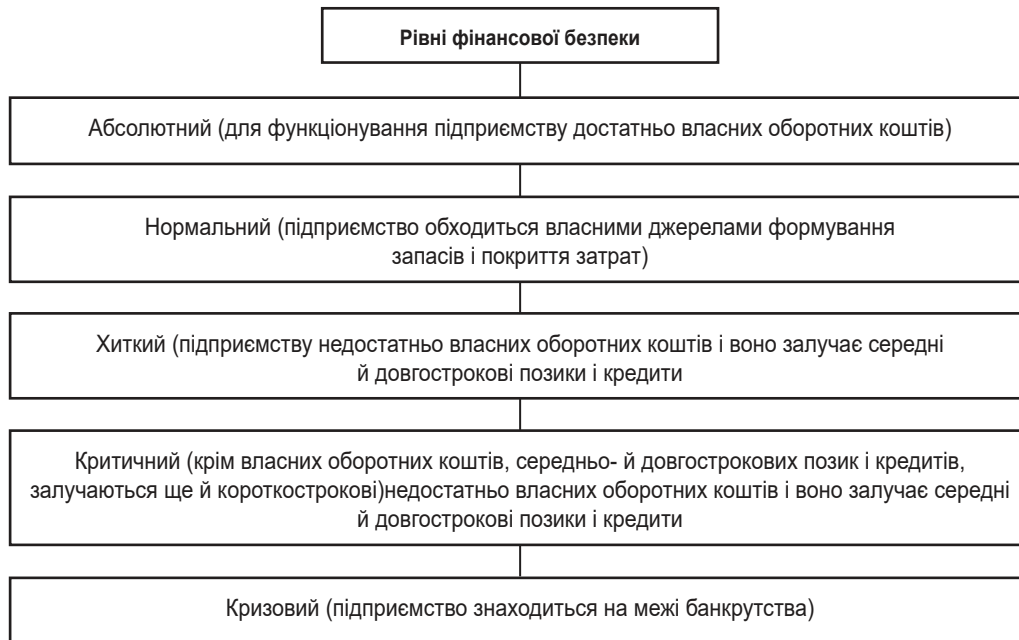 Рівні фінансової безпеки
Абсолютний (для функціонування підприємству достатньо власних оборотних коштів)
Нормальний (підприємство обходиться власними джерелами формування
запасів і покриття затрат)
Хиткий (підприємству недостатньо власних оборотних коштів і воно залучає середні
й довгострокові позики і кредити
Критичний (крім власних оборотних коштів, середньо- й довгострокових позик і кредитів,
залучаються ще й короткострокові)недостатньо власних оборотних коштів і воно залучає середні
й довгострокові позики і кредити
Кризовий (підприємство знаходиться на межі банкрутства)